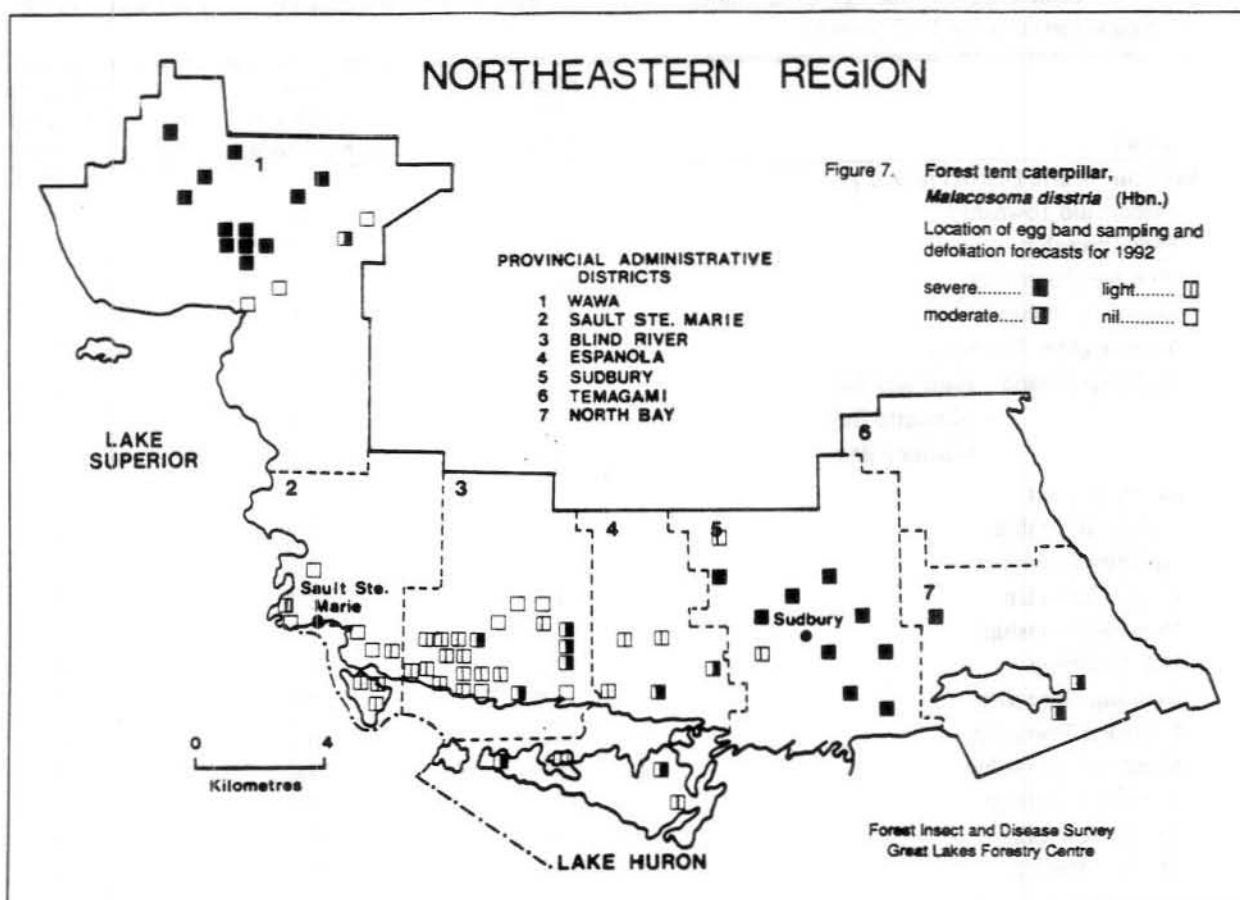 NORTHEASTERN REGION
Figure 7. Forest tent caterpillar,
Malacosoma disstria (Hbn.)
Location of egg band sampling and
defoliation forecasts for 1992
severe......... light........
moderate..... nil...........
PROVINCIAL ADMINISTRATIVE
DISTRICTS
1 WAWA
2 SAULT STE. MARIE
3 BLIND RIVER
4 ESPANOLA
5 SUDBURY
6 TEMAGAMI
7 NORTH BAY
1
LAKE
SUPERIOR
2
3
4
5
6
7
Sault Ste.
Marie
Sudbury
0 4
Kilometres
LAKE HURON
Forest Insect and Disease Survey
Great Lakes Forestry Centre